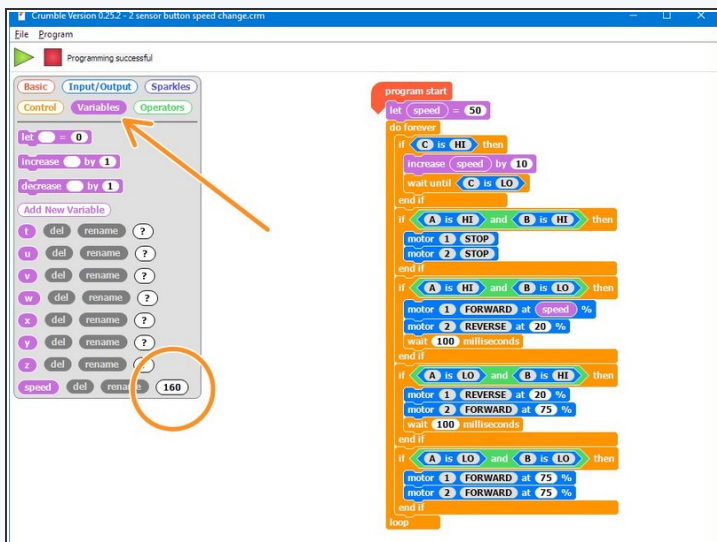 Crumble Version 0.25.2 - 2 sensor button speed change.crm
File Program
Programming successful
Basic Input/Output Sparkles
Control Variables Operators
let = 0
increase by 1
decrease by 1
Add New Variable
t del rename ?
u del rename ?
v del rename ?
w del rename ?
x del rename ?
y del rename ?
z del rename
speed del rename 160
program start
let speed = 50
do forever
if C is HI then
increase speed by 10
wait until C is LO
end if
if A is HI and B is HI then
motor 1 STOP
motor 2 STOP
end if
if A is HI and B is LO then
motor 1 FORWARD at speed %
motor 2 REVERSE at 20 %
wait 100 milliseconds
end if
if A is LO and B is HI then
motor 1 REVERSE at 20 %
motor 2 FORWARD at 75 %
wait 100 milliseconds
end if
if A is LO and B is LO then
motor 1 FORWARD at 75 %
motor 2 FORWARD at 75 %
end if
loop